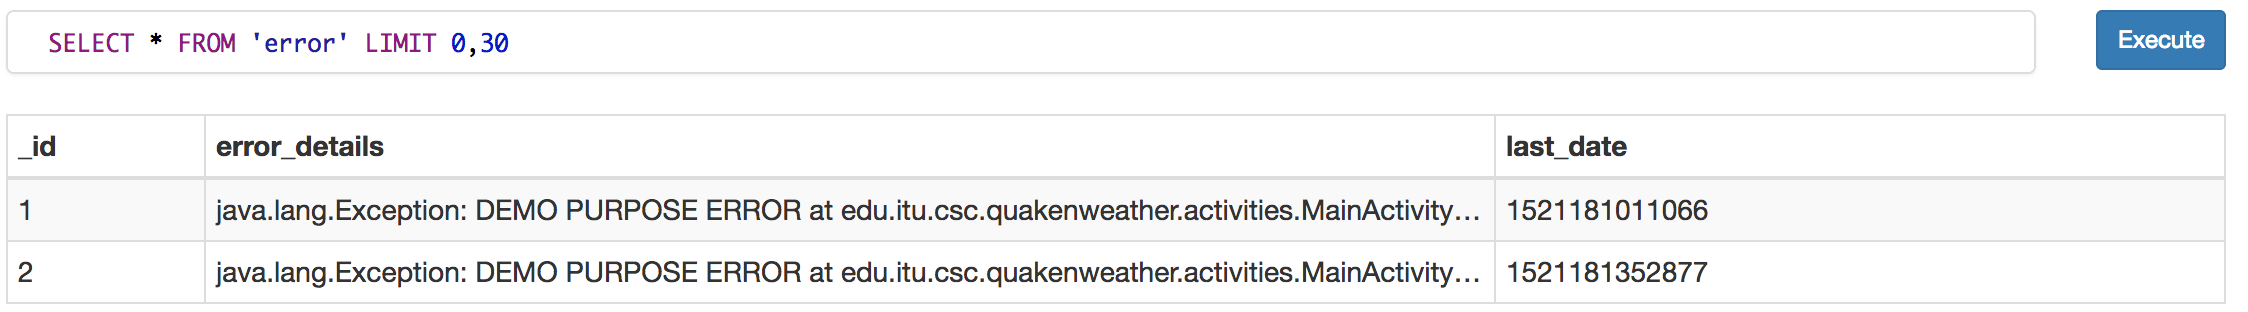 SELECT * FROM 'error' LIMIT 0,30 Execute
_id error_details last_date
1 java.lang.Exception: DEMO PURPOSE ERROR at edu.itu.csc.quakenweather.activities.MainActivity... 1521181011066
2 java.lang.Exception: DEMO PURPOSE ERROR at edu.itu.csc.quakenweather.activities.MainActivity... 1521181352877